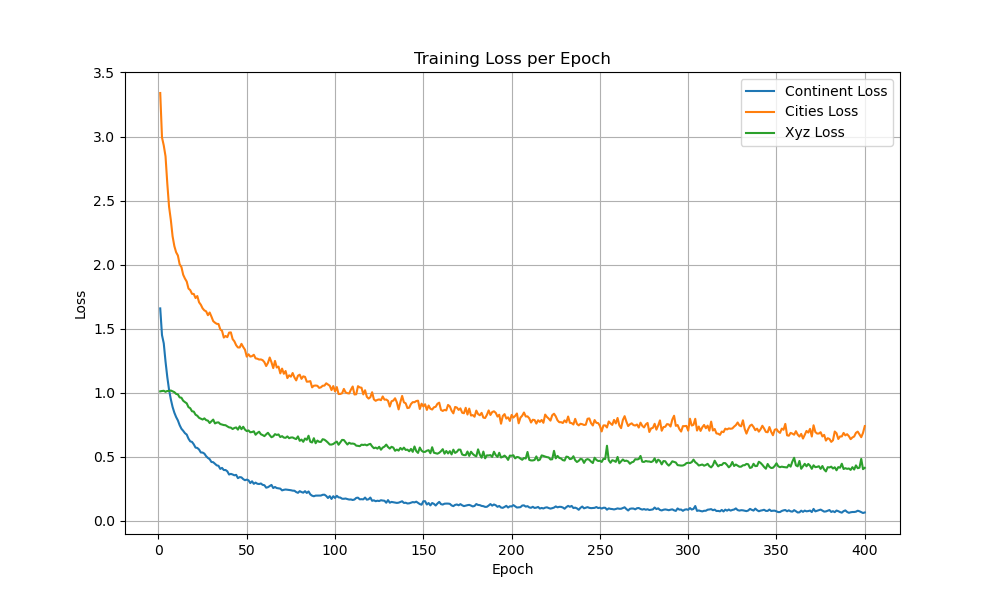 Training Loss per Epoch
Continent Loss
Cities Loss
Xyz Loss
Loss
3.5
3.0
2.5
2.0
1.5
1.0
0.5
0.0
0 50 100 150 200 250 300 350 400
Epoch